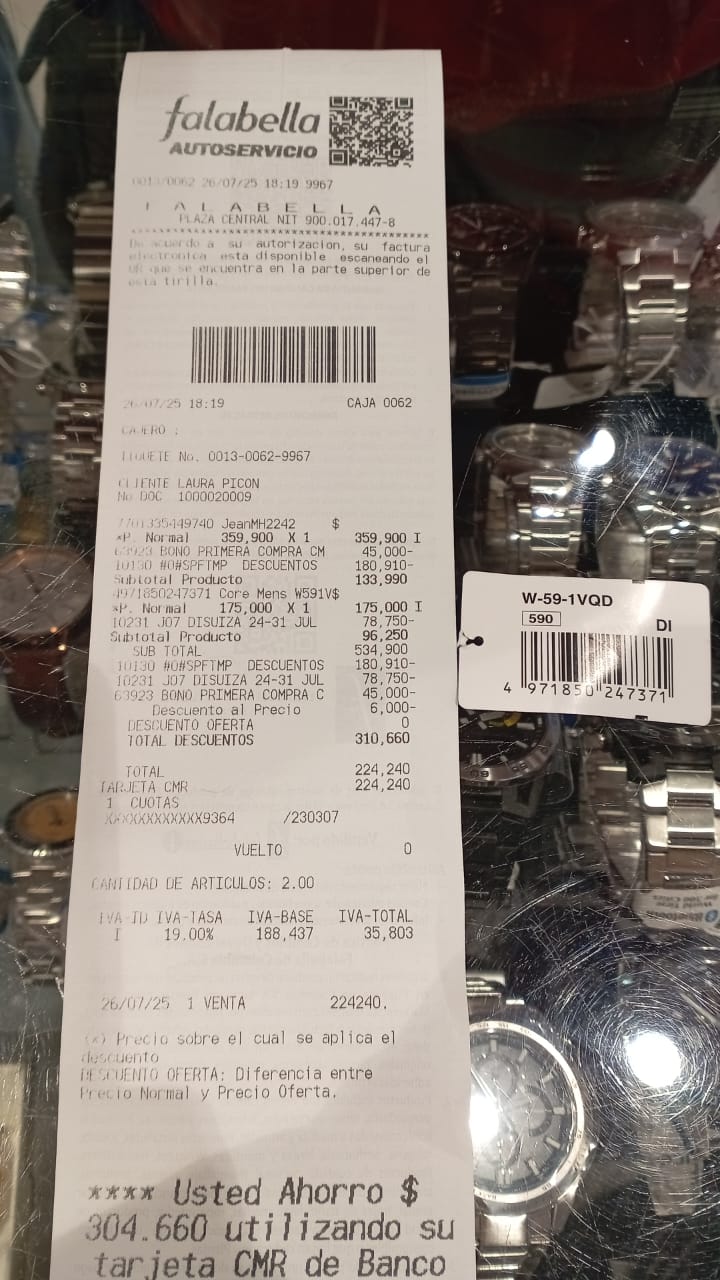 falabella
AUTOSERVICIO
0013/0062 26/07/25 18:19 9967
F A L A B E L L A
PLAZA CENTRAL NIT 900.017.447-8
****************************************
De acuerdo a su autorizacion, su factura
electronica esta disponible escaneando el
QR que se encuentra en la parte superior de
esta tirilla.
26/07/25 18:19 CAJA 0062
CAJERO :
TIQUETE No. 0013-0062-9967
CLIENTE LAURA PICON
No DOC 1000020009
7701335449740 JeanMH2242 $
*P. Normal 359,900 X 1 359,900 I
63923 BONO PRIMERA COMPRA CM 45,000-
10130 #0#SPFTMP DESCUENTOS 180,910-
Subtotal Producto 133,990
4971850247371 Core Mens W591V$
*P. Normal 175,000 X 1 175,000 I
10231 J07 DISUIZA 24-31 JUL 78,750-
Subtotal Producto 96,250
SUB TOTAL 534,900
10130 #0#SPFTMP DESCUENTOS 180,910-
10231 J07 DISUIZA 24-31 JUL 78,750-
63923 BONO PRIMERA COMPRA C 45,000-
Descuento al Precio 6,000-
DESCUENTO OFERTA 0
TOTAL DESCUENTOS 310,660
TOTAL 224,240
TARJETA CMR 224,240
1 CUOTAS
XXXXXXXXXXXX9364 /230307
VUELTO 0
CANTIDAD DE ARTICULOS: 2.00
IVA-ID IVA-TASA IVA-BASE IVA-TOTAL
I 19.00% 188,437 35,803
26/07/25 1 VENTA 224240.
(*) Precio sobre el cual se aplica el
descuento
DESCUENTO OFERTA: Diferencia entre
Precio Normal y Precio Oferta.
**** Usted Ahorro $
304.660 utilizando su
tarjeta CMR de Banco
W-59-1VQD
590 DI
4 971850 247371
Bluetooth